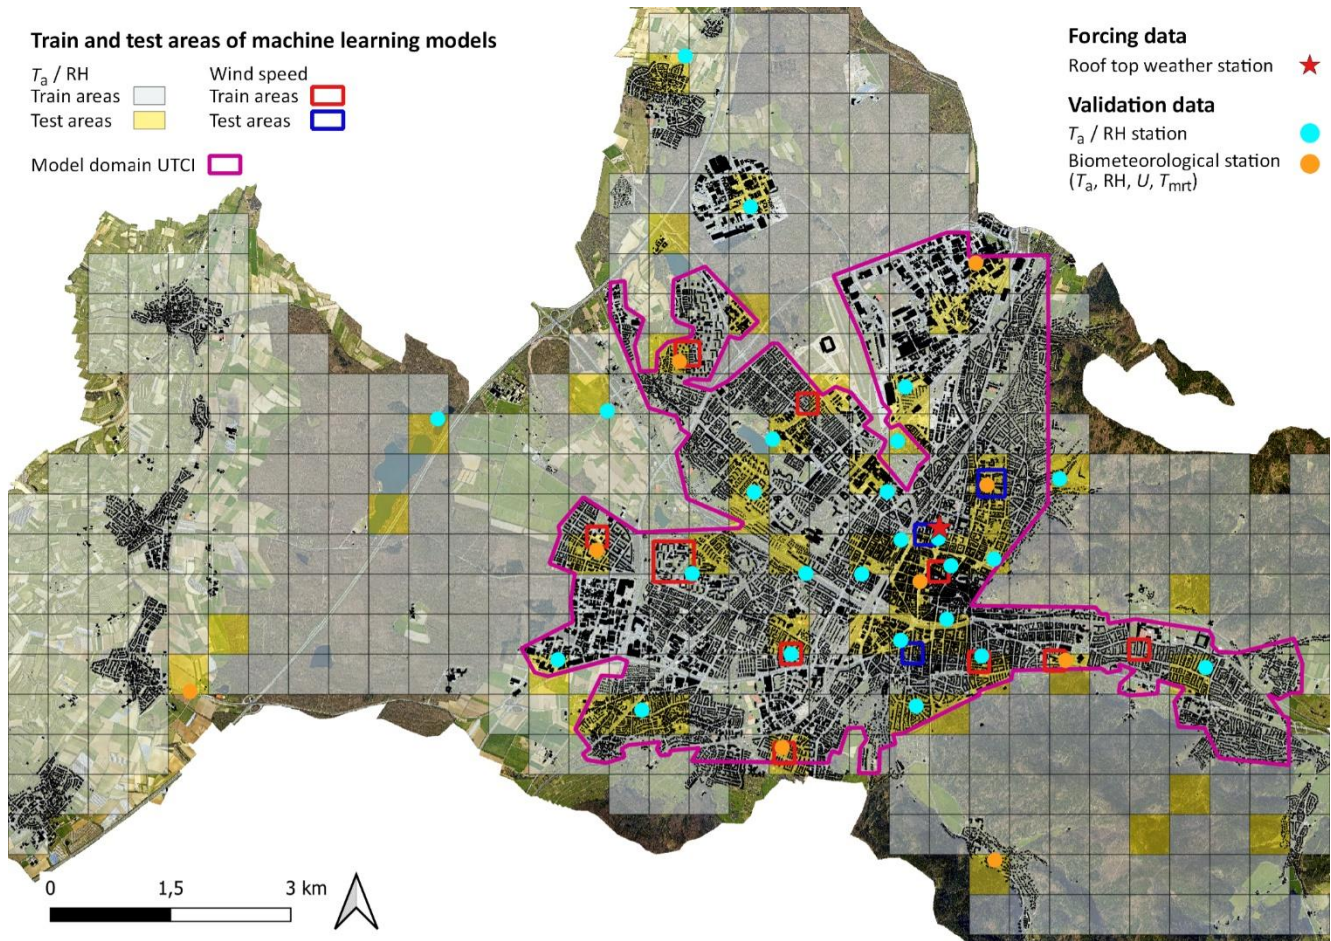 Train and test areas of machine learning models
Tₐ / RH
Train areas
Test areas
Wind speed
Train areas
Test areas
Model domain UTCI
Forcing data
Roof top weather station
Validation data
Tₐ / RH station
Biometeorological station
(Tₐ, RH, U, Tmrt)
0 1,5 3 km